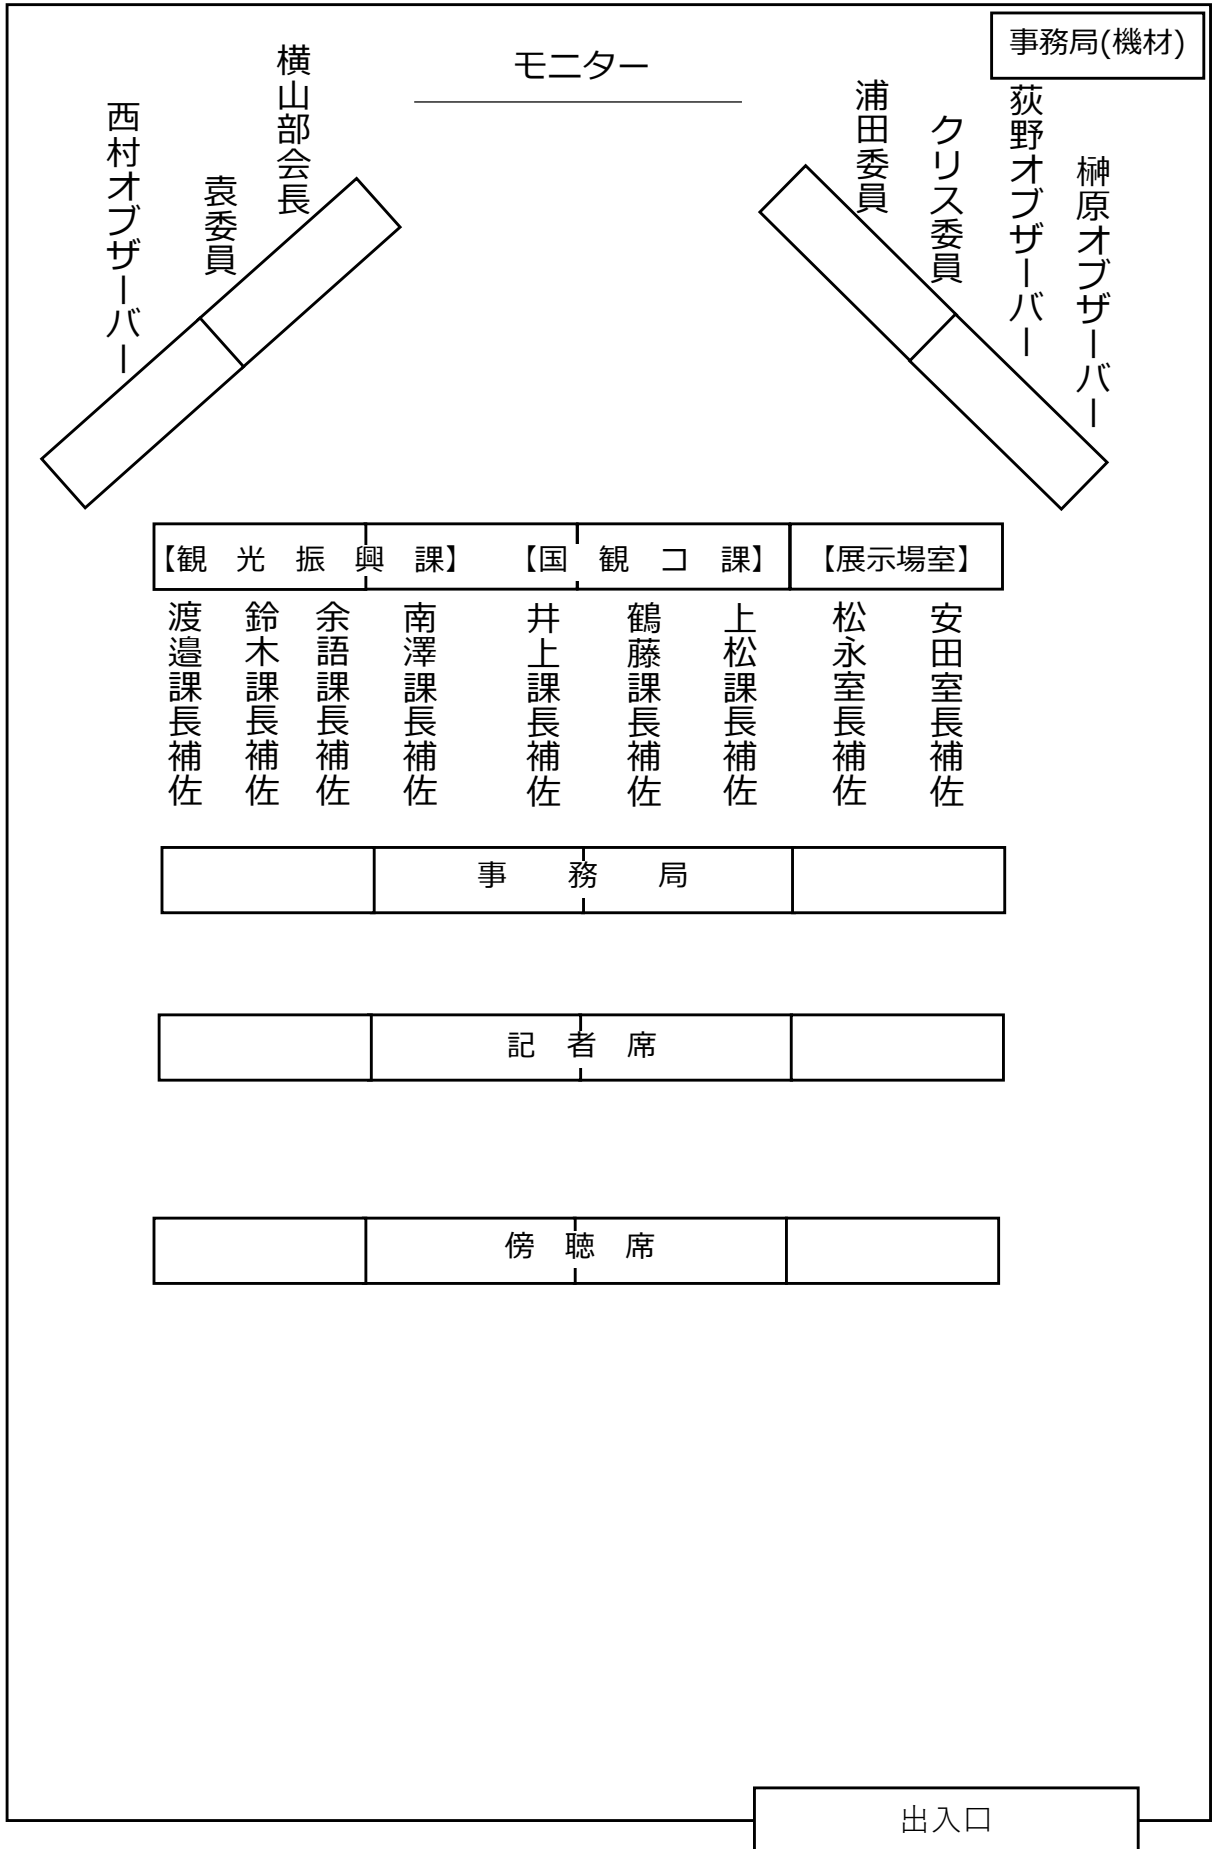 事務局(機材)
モニター
横山部会長
袁委員
西村オブザーバー
浦田委員
クリス委員
荻野オブザーバー
榊原オブザーバー
【観 光 振 興 課】 【国 観 コ 課】 【展示場室】
渡邉課長補佐
鈴木課長補佐
余語課長補佐
南澤課長補佐
井上課長補佐
鶴藤課長補佐
上松課長補佐
松永室長補佐
安田室長補佐
事 務 局
記 者 席
傍 聴 席
出入口